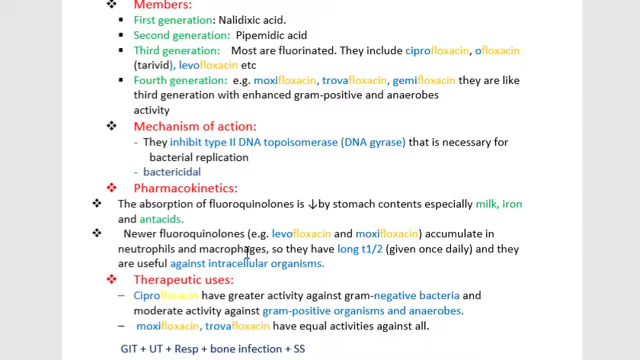 ❖ Members:
▪ First generation: Nalidixic acid.
▪ Second generation: Pipemidic acid
▪ Third generation: Most are fluorinated. They include ciprofloxacin, ofloxacin
(tarivid), levofloxacin etc
❖ Fourth generation: e.g. moxifloxacin, trovafloxacin, gemifloxacin they are like
third generation with enhanced gram-positive and anaerobes
activity
❖ Mechanism of action:
- They inhibit type II DNA topoisomerase (DNA gyrase) that is necessary for
bacterial replication
- bactericidal
❖ Pharmacokinetics:
❖ The absorption of fluoroquinolones is ↓by stomach contents especially milk, iron
and antacids.
❖ Newer fluoroquinolones (e.g. levofloxacin and moxifloxacin) accumulate in
neutrophils and macrophages, so they have long t1/2 (given once daily) and they
are useful against intracellular organisms.
❖ Therapeutic uses:
– Ciprofloxacin have greater activity against gram-negative bacteria and
moderate activity against gram-positive organisms and anaerobes.
– moxifloxacin, trovafloxacin have equal activities against all.
GIT + UT + Resp + bone infection + SS